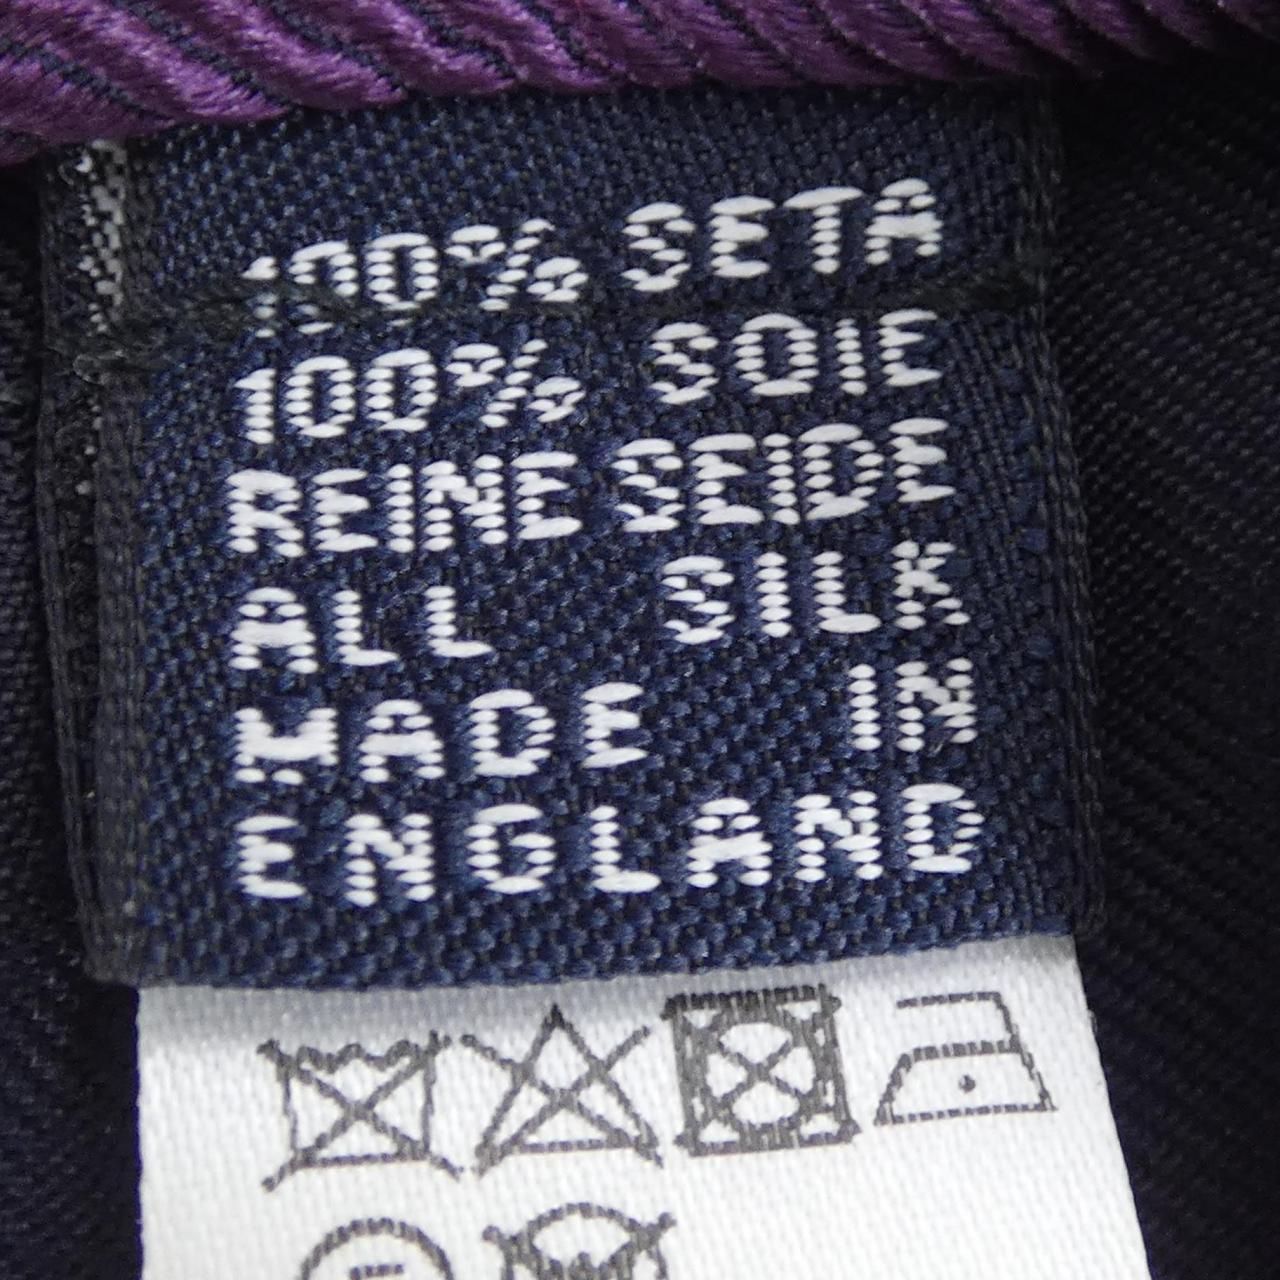 100% SETA
100% SOIE
REINE SEIDE
ALL SILK
MADE IN
ENGLAND